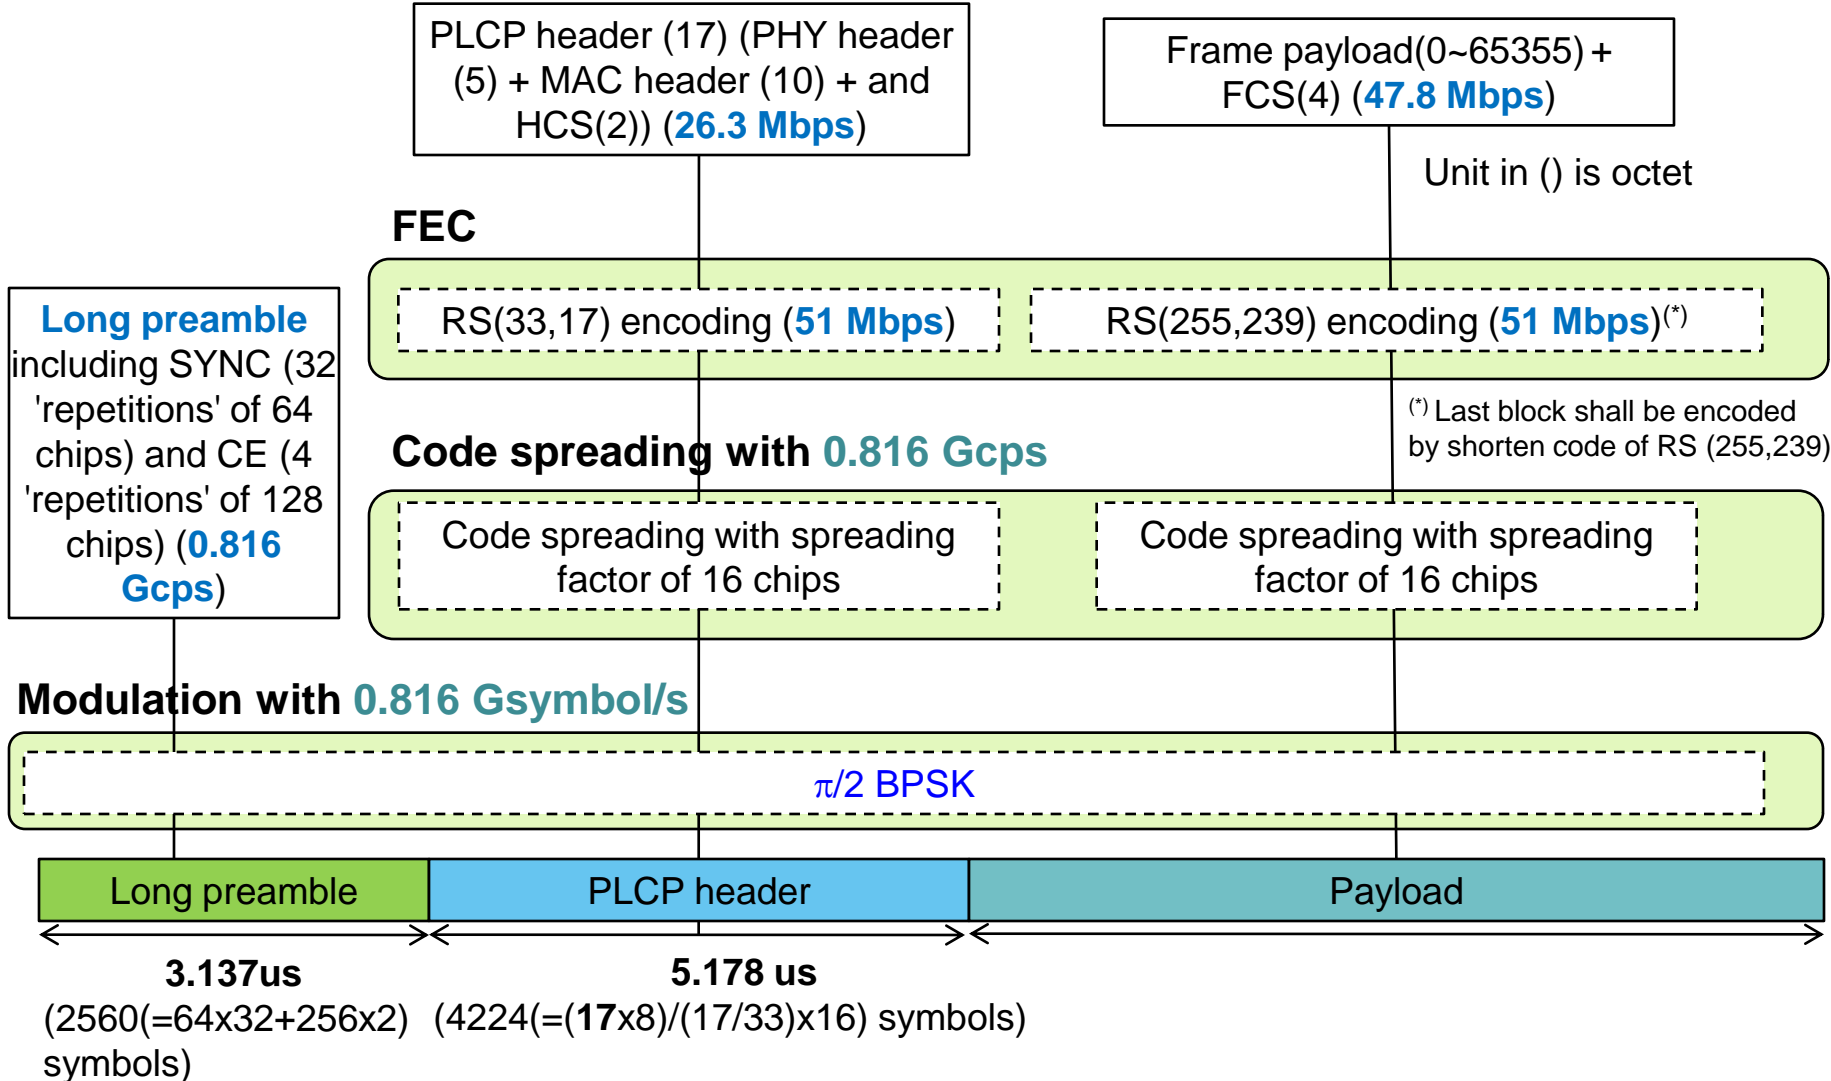 PLCP header (17) (PHY header
(5) + MAC header (10) + and
HCS(2)) (26.3 Mbps)
Frame payload(0~65355) +
FCS(4) (47.8 Mbps)
Unit in () is octet
FEC
RS(33,17) encoding (51 Mbps)
RS(255,239) encoding (51 Mbps)(*)
Long preamble
including SYNC (32
'repetitions' of 64
chips) and CE (4
'repetitions' of 128
chips) (0.816
Gcps)
(*) Last block shall be encoded
by shorten code of RS (255,239)
Code spreading with 0.816 Gcps
Code spreading with spreading
factor of 16 chips
Code spreading with spreading
factor of 16 chips
Modulation with 0.816 Gsymbol/s
π/2 BPSK
Long preamble
PLCP header
Payload
3.137us
(2560(=64x32+256x2)
symbols)
5.178 us
(4224(=(17x8)/(17/33)x16) symbols)